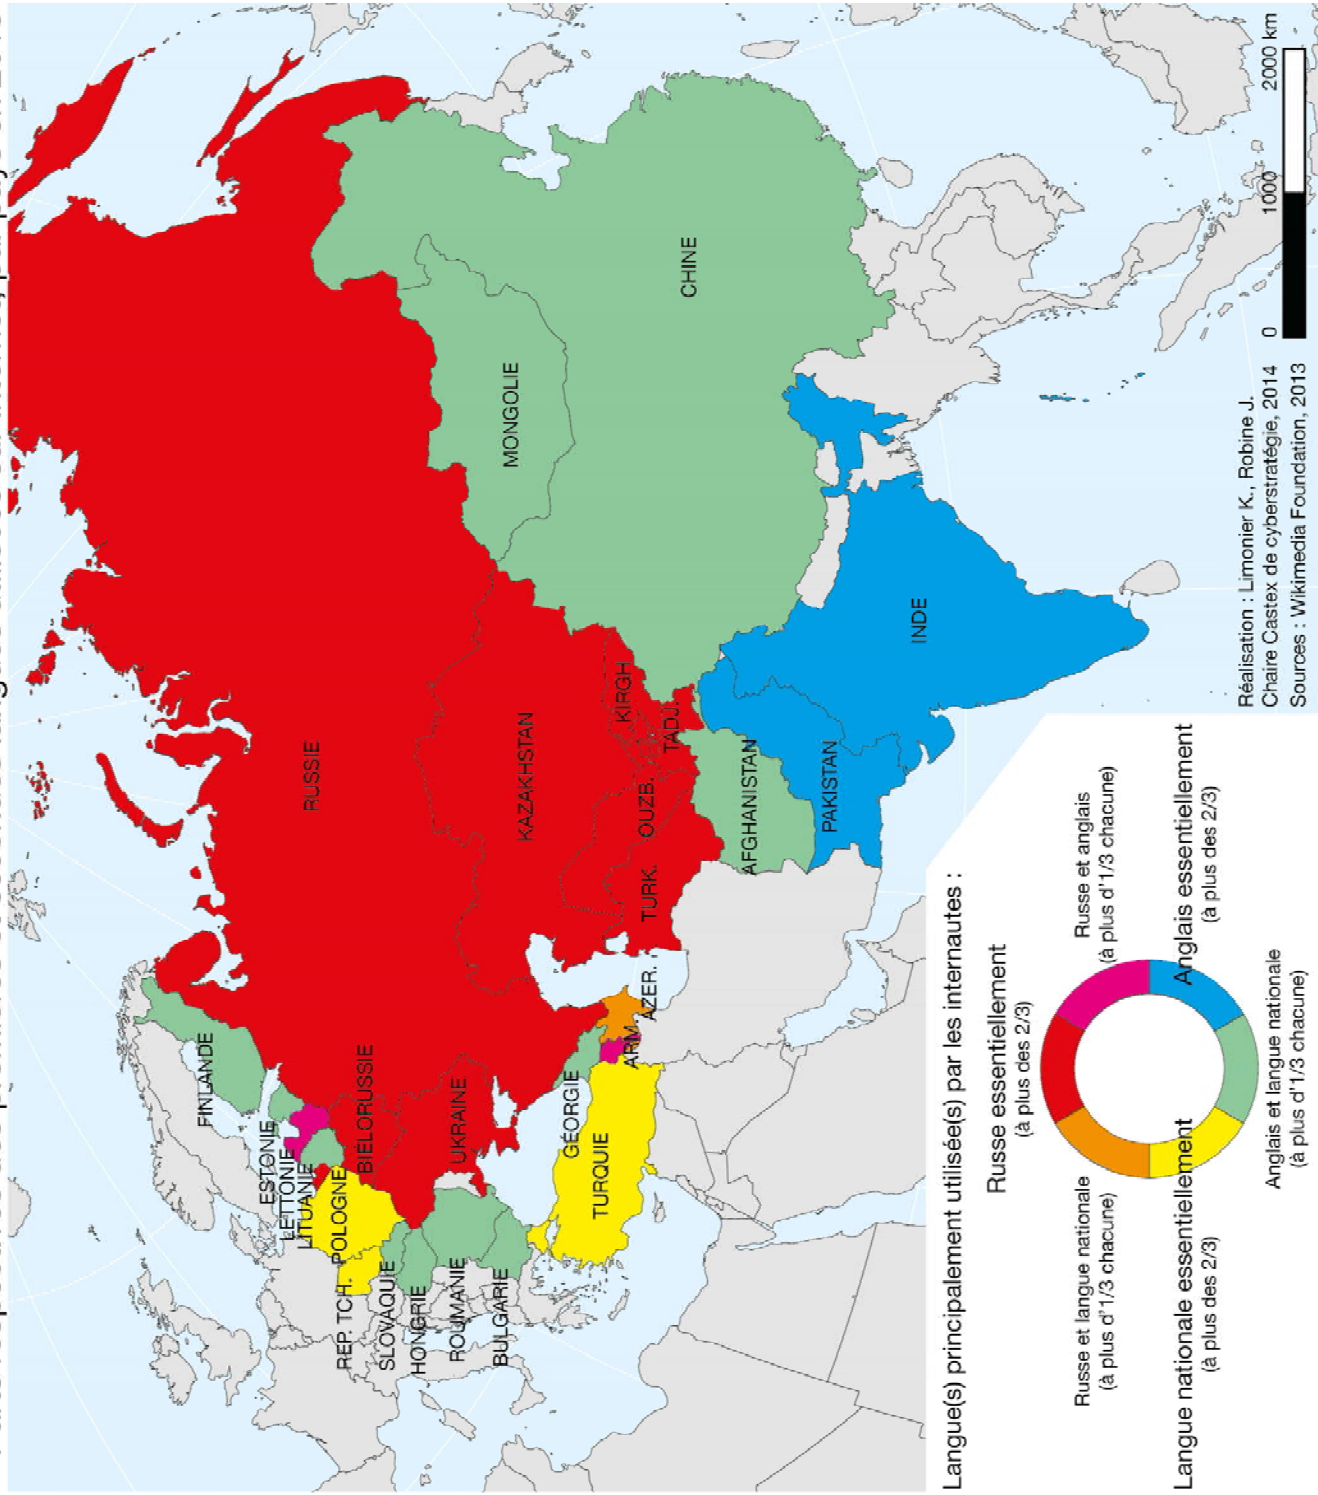 FINLANDE
ESTONIE
LETTONIE
LITUANIE
POLOGNE
REP. TCH.
SLOVAQUIE
HONGRIE
ROUMANIE
BULGARIE
BIÉLORUSSIE
UKRAINE
RUSSIE
GÉORGIE
ARM.
AZER.
TURQUIE
KAZAKHSTAN
TURK.
OUZB.
KIRGH
TADJ.
AFGHANISTAN
PAKISTAN
INDE
MONGOLIE
CHINE
Langue(s) principalement utilisée(s) par les internautes :
Russe essentiellement
(à plus des 2/3)
Russe et langue nationale
(à plus d'1/3 chacune)
Russe et anglais
(à plus d'1/3 chacune)
Langue nationale essentiellement
(à plus des 2/3)
Anglais essentiellement
(à plus des 2/3)
Anglais et langue nationale
(à plus d'1/3 chacune)
0 1000 2000 km
Réalisation : Limonier K., Robine J.
Chaire Castex de cyberstratégie, 2014
Sources : Wikimedia Foundation, 2013